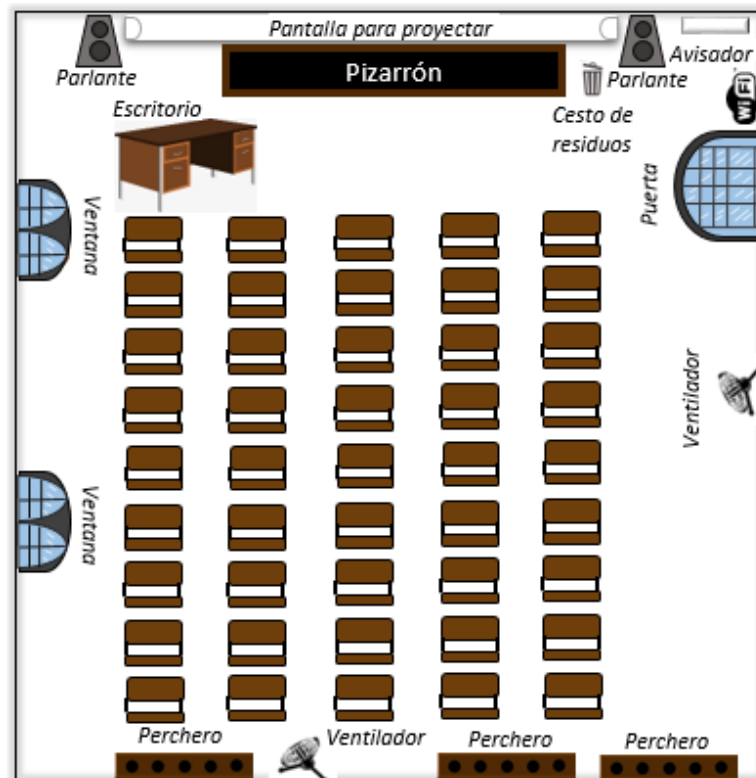 Pantalla para proyectar
Parlante
Pizarrón
Parlante
Avisador
WiFi
Escritorio
Cesto de
residuos
Ventana
Puerta
Ventilador
Ventana
Perchero
Ventilador
Perchero
Perchero